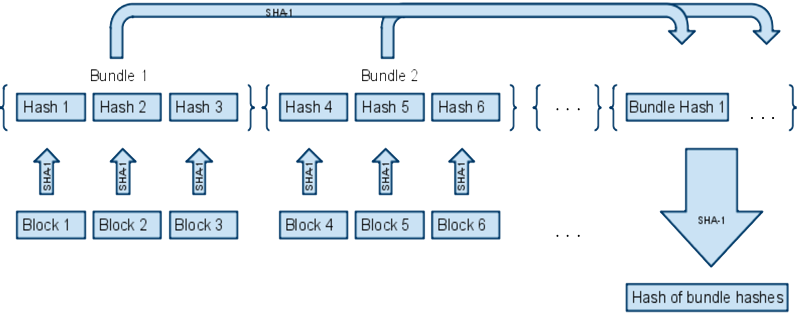 SHA-1
Bundle 1
Bundle 2
{ Hash 1 Hash 2 Hash 3 } { Hash 4 Hash 5 Hash 6 } { . . . } { Bundle Hash 1 . . . }
SHA-1 SHA-1 SHA-1 SHA-1 SHA-1 SHA-1
SHA-1
Block 1 Block 2 Block 3 Block 4 Block 5 Block 6 . . .
Hash of bundle hashes